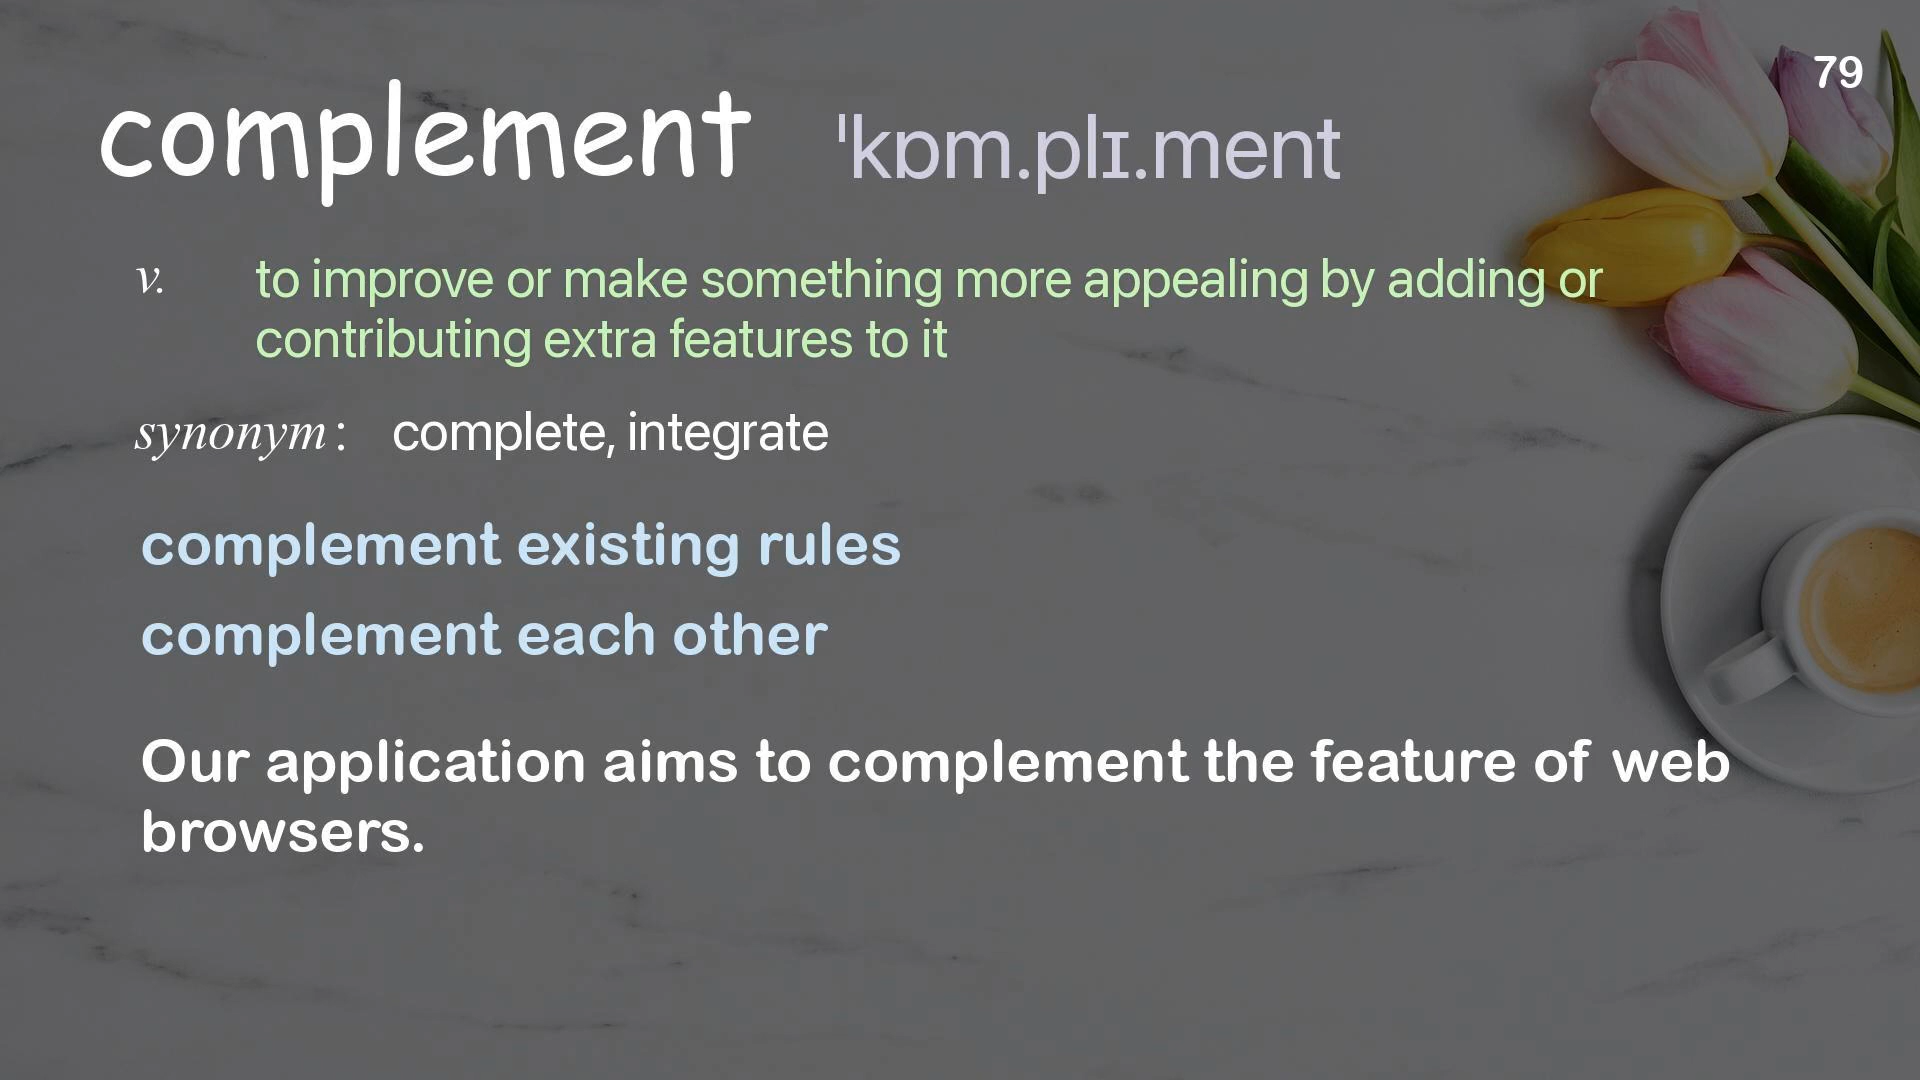 79
complement ˈkɒm.plɪ.ment
v. to improve or make something more appealing by adding or
contributing extra features to it
synonym : complete, integrate
complement existing rules
complement each other
Our application aims to complement the feature of web
browsers.